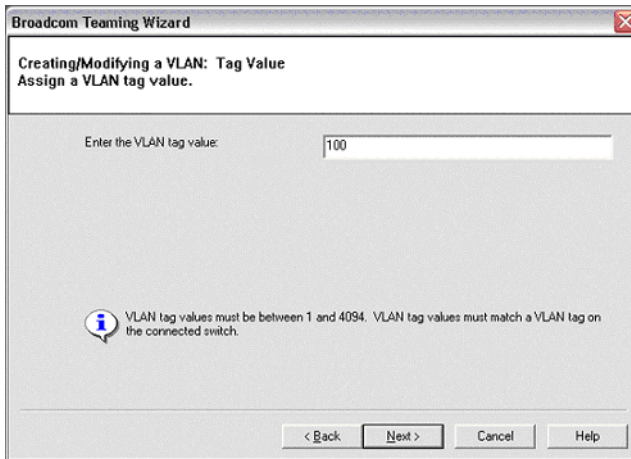 Broadcom Teaming Wizard
Creating/Modifying a VLAN: Tag Value
Assign a VLAN tag value.
Enter the VLAN tag value:
100
VLAN tag values must be between 1 and 4094. VLAN tag values must match a VLAN tag on
the connected switch.
< Back
Next >
Cancel
Help